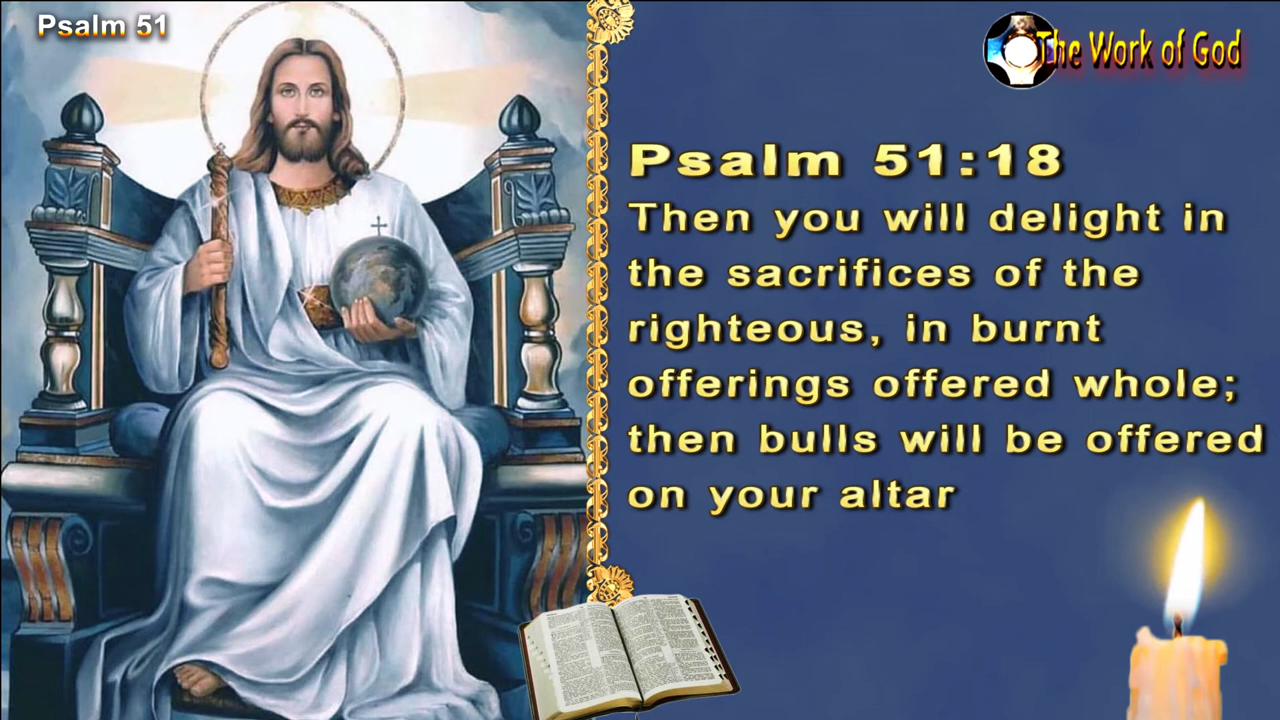 Psalm 51
The Work of God
Psalm 51:18
Then you will delight in
the sacrifices of the
righteous, in burnt
offerings offered whole;
then bulls will be offered
on your altar